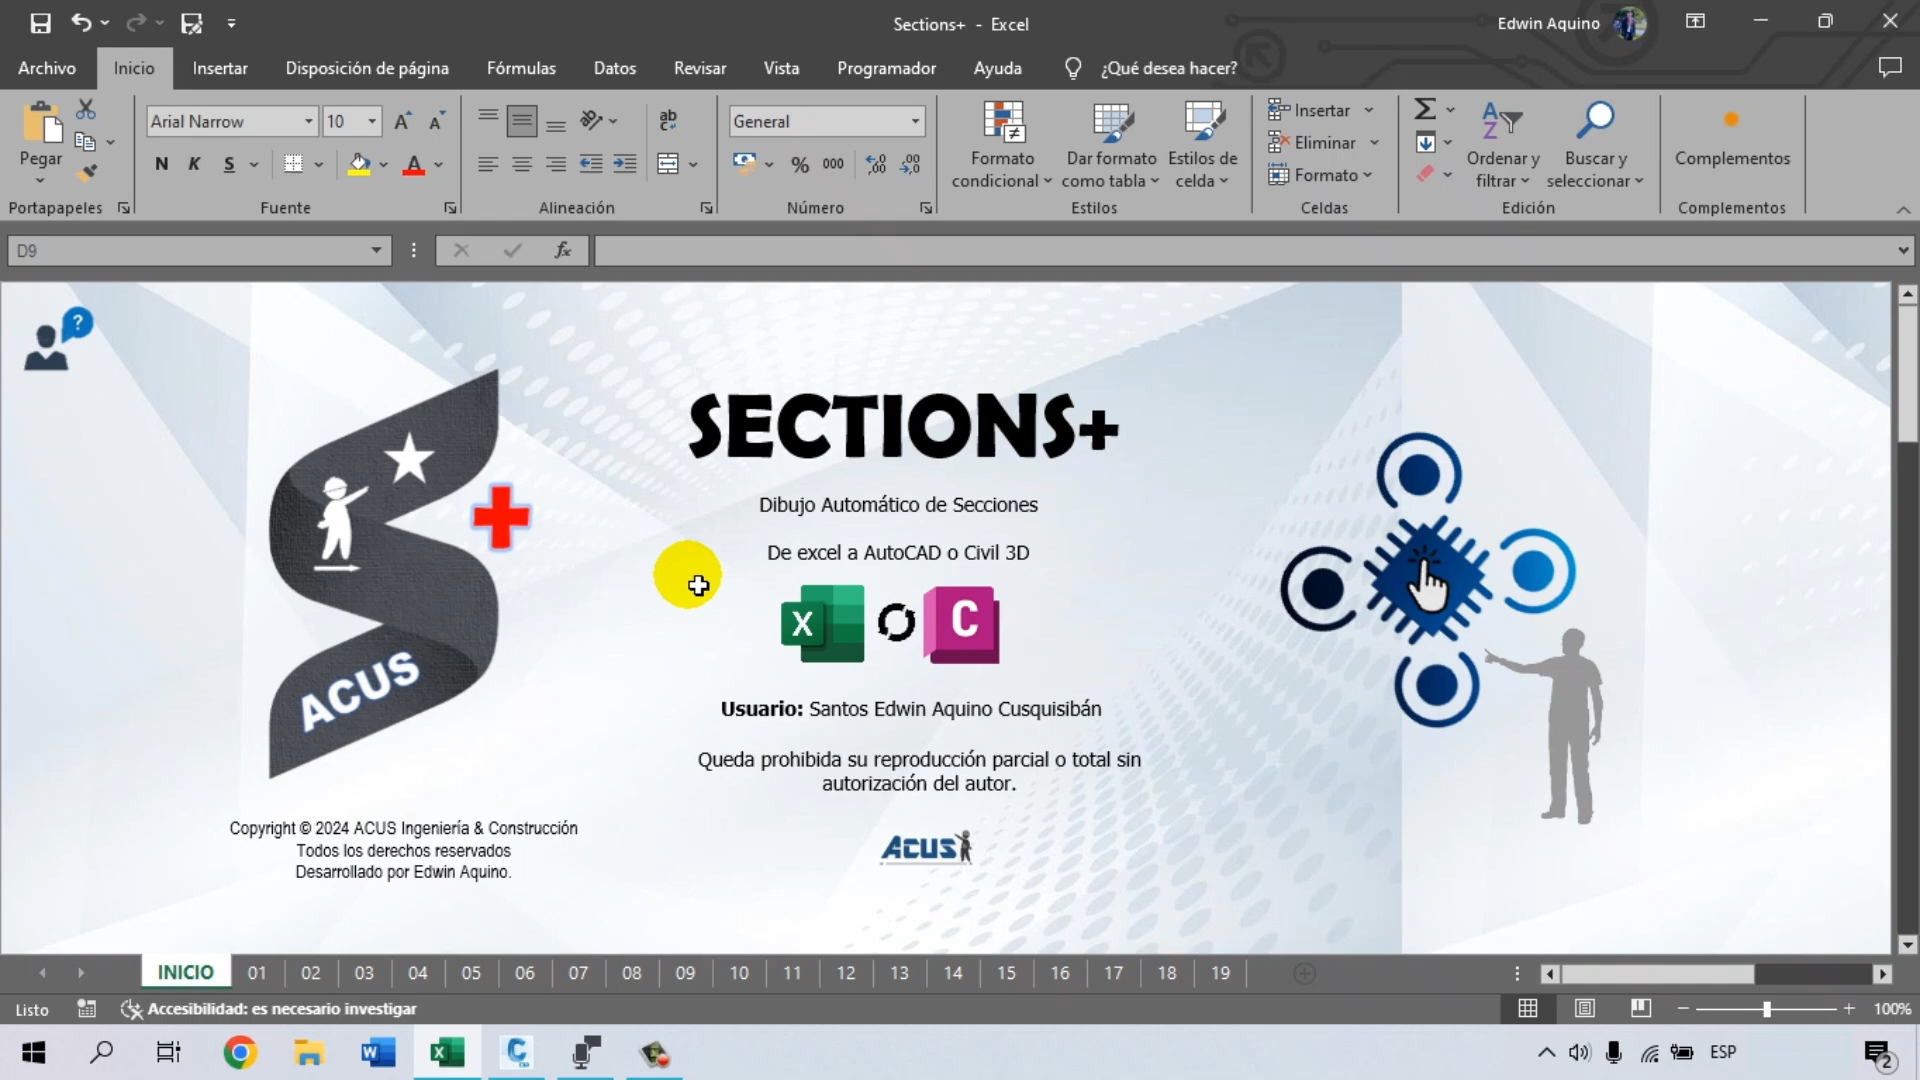 Sections+ - Excel
Edwin Aquino
Archivo
Inicio
Insertar
Disposición de página
Fórmulas
Datos
Revisar
Vista
Programador
Ayuda
¿Qué desea hacer?
Pegar
Portapapeles
Arial Narrow
10
N K S
Fuente
Alineación
General
% 000
Número
Formato condicional
Dar formato como tabla
Estilos de celda
Estilos
Insertar
Eliminar
Formato
Celdas
Ordenar y filtrar
Buscar y seleccionar
Edición
Complementos
Complementos
D9
fx
SECTIONS+
Dibujo Automático de Secciones
De excel a AutoCAD o Civil 3D
X
C
Usuario: Santos Edwin Aquino Cusquisibán
Queda prohibida su reproducción parcial o total sin
autorización del autor.
ACUS
ACUS
Copyright © 2024 ACUS Ingeniería & Construcción
Todos los derechos reservados
Desarrollado por Edwin Aquino.
INICIO 01 02 03 04 05 06 07 08 09 10 11 12 13 14 15 16 17 18 19
Listo
Accesibilidad: es necesario investigar
100%
ESP
2